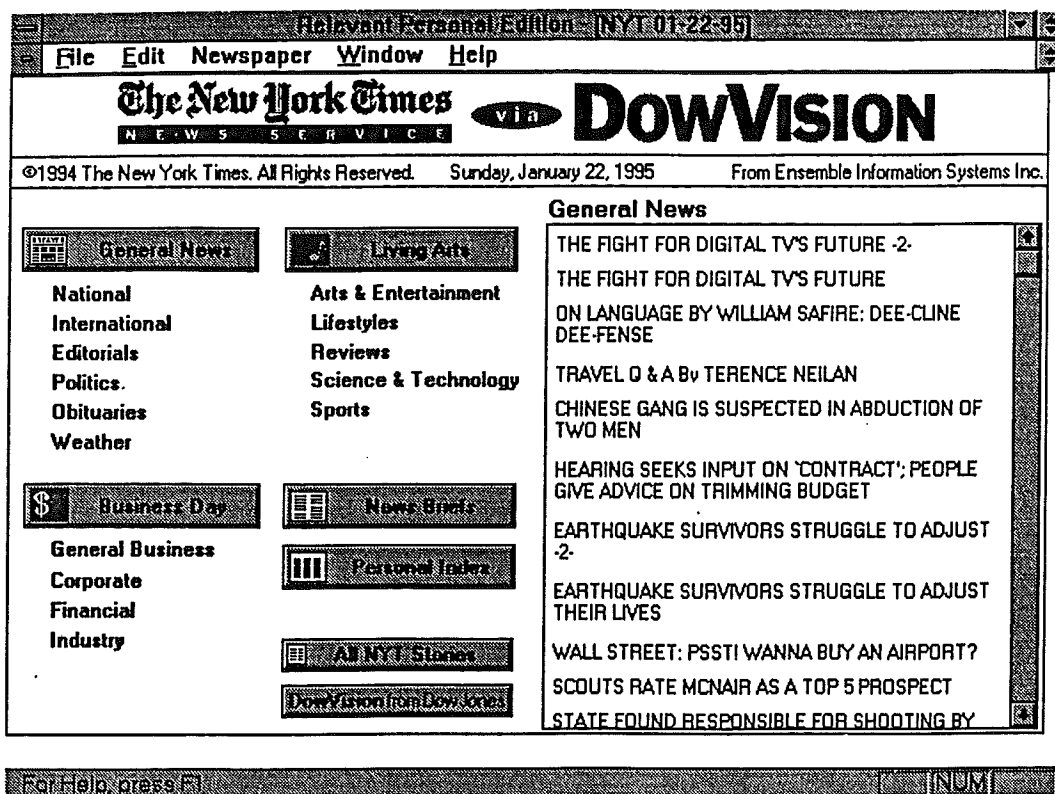 Relevant Personal Edition - [NYT 01-22-95]
File Edit Newspaper Window Help
The New York Times
NEWS SERVICE
via
DOWVISION
©1994 The New York Times. All Rights Reserved. Sunday, January 22, 1995 From Ensemble Information Systems Inc.
General News
National
International
Editorials
Politics.
Obituaries
Weather
Living Arts
Arts & Entertainment
Lifestyles
Reviews
Science & Technology
Sports
$ Business Day
General Business
Corporate
Financial
Industry
News Briefs
Personal Index
All NYT Stories
DowVision from Dow Jones
General News
THE FIGHT FOR DIGITAL TV'S FUTURE -2-
THE FIGHT FOR DIGITAL TV'S FUTURE
ON LANGUAGE BY WILLIAM SAFIRE: DEE-CLINE
DEE-FENSE
TRAVEL Q & A By TERENCE NEILAN
CHINESE GANG IS SUSPECTED IN ABDUCTION OF
TWO MEN
HEARING SEEKS INPUT ON `CONTRACT'; PEOPLE
GIVE ADVICE ON TRIMMING BUDGET
EARTHQUAKE SURVIVORS STRUGGLE TO ADJUST
-2-
EARTHQUAKE SURVIVORS STRUGGLE TO ADJUST
THEIR LIVES
WALL STREET: PSST! WANNA BUY AN AIRPORT?
SCOUTS RATE MCNAIR AS A TOP 5 PROSPECT
STATE FOUND RESPONSIBLE FOR SHOOTING BY
For Help, press F1
NUM